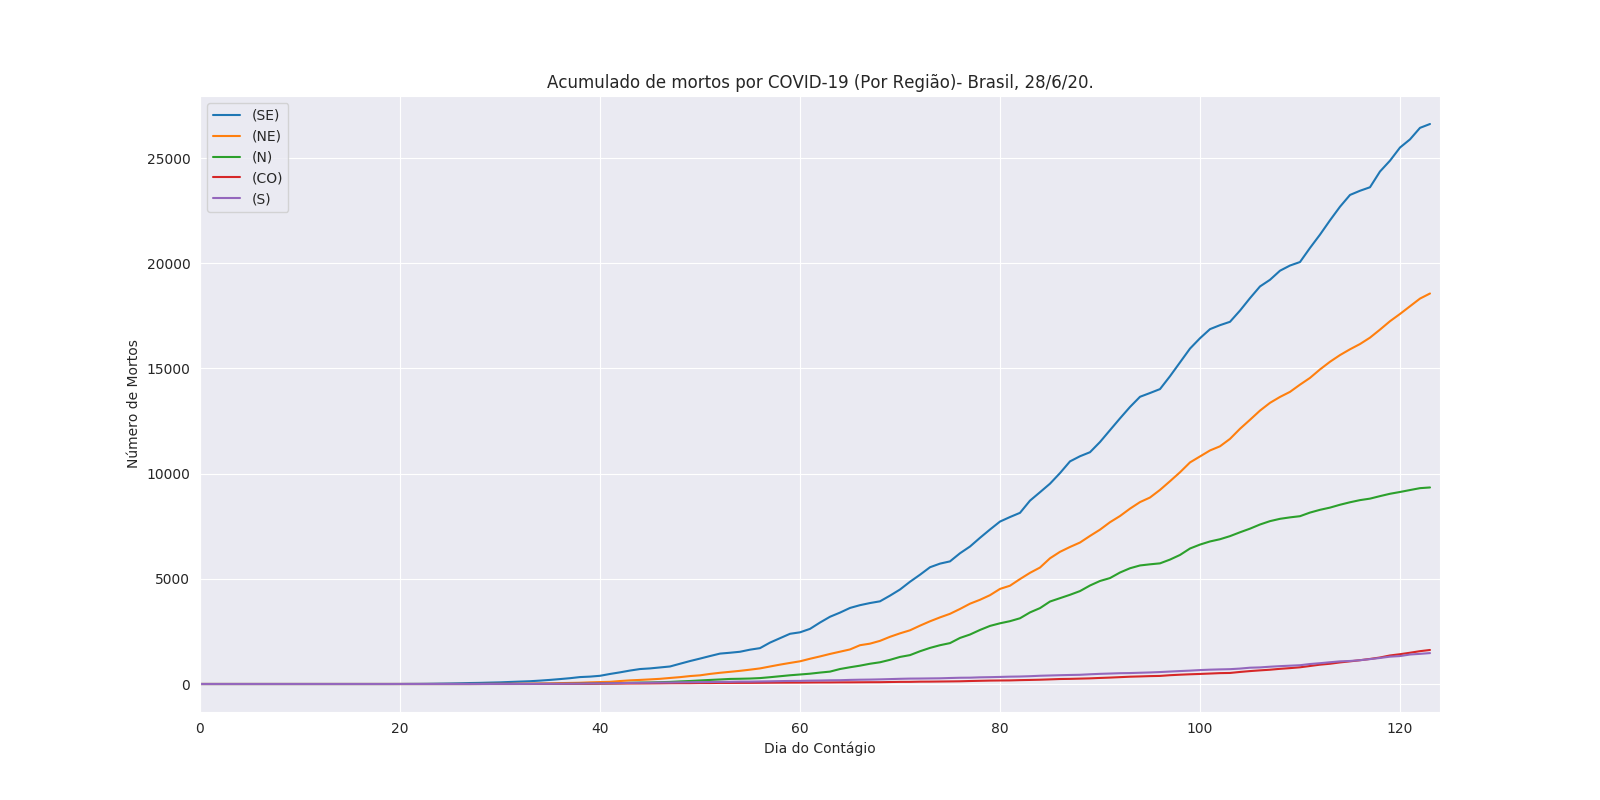 Acumulado de mortos por COVID-19 (Por Região)- Brasil, 28/6/20.
(SE)
(NE)
(N)
(CO)
(S)
25000
20000
15000
10000
5000
0
Número de Mortos
0 20 40 60 80 100 120
Dia do Contágio